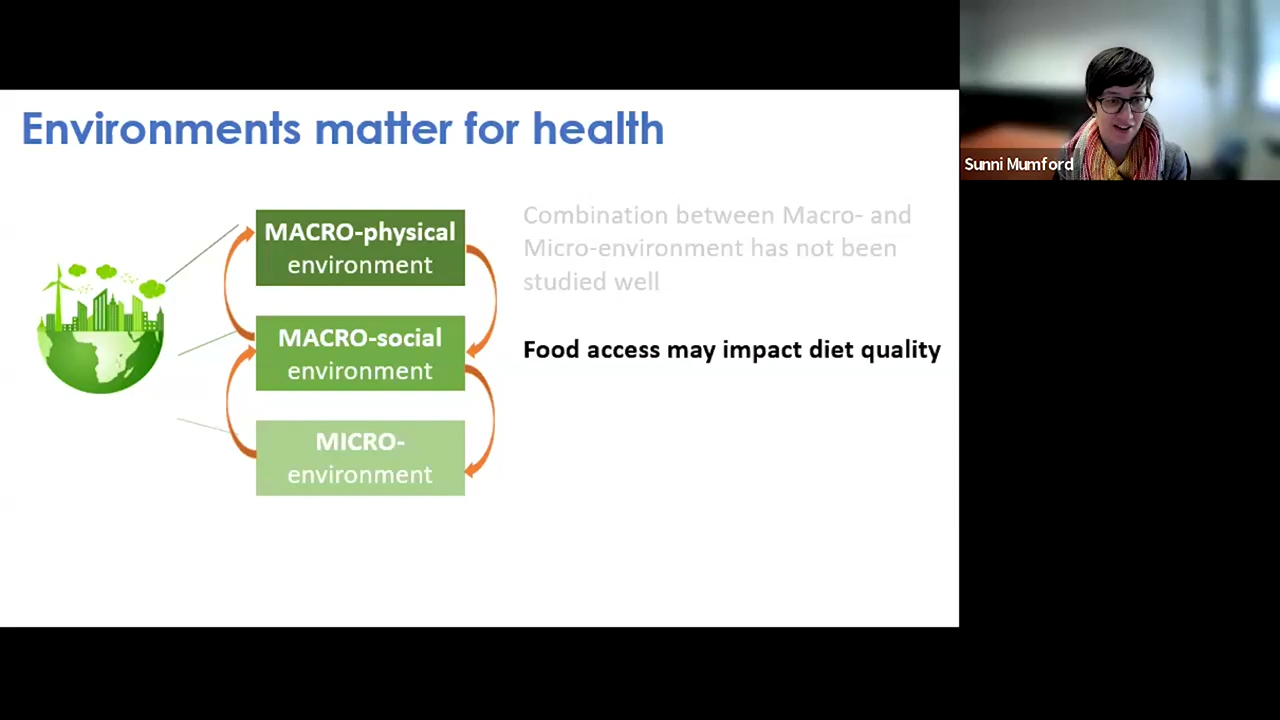 Environments matter for health
MACRO-physical
environment
MACRO-social
environment
MICRO-
environment
Combination between Macro- and
Micro-environment has not been
studied well
Food access may impact diet quality
Sunni Mumford